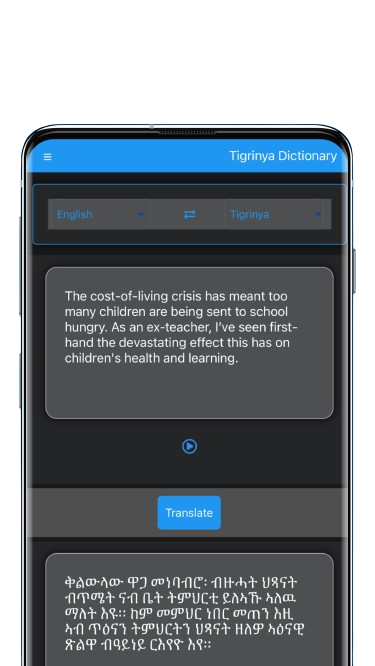 Tigrinya Dictionary
English
Tigrinya
The cost-of-living crisis has meant too
many children are being sent to school
hungry. As an ex-teacher, I've seen first-
hand the devastating effect this has on
children's health and learning.
Translate
ቅልውላው ዋጋ መነባብሮ፡ ብዙሓት ህጻናት
ብጥሜት ናብ ቤት ትምህርቲ ይለኣኹ ኣለዉ
ማለት እዩ። ከም መምህር ነበር መጠን እዚ
ኣብ ጥዕናን ትምህርትን ህጻናት ዘለዎ ኣዕናዊ
ጽልዋ ብዓይነይ ርእየዮ እየ።